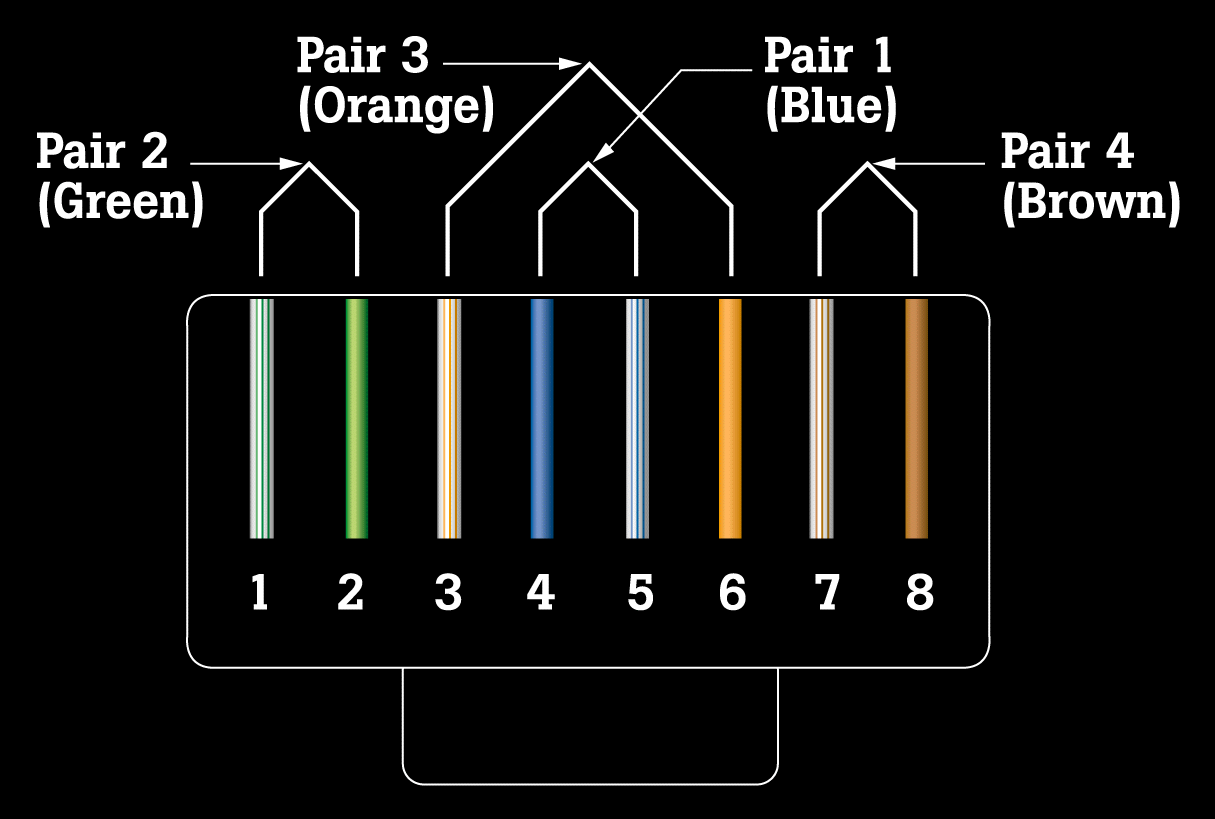 Pair 3
(Orange)
Pair 1
(Blue)
Pair 2
(Green)
Pair 4
(Brown)
1 2 3 4 5 6 7 8